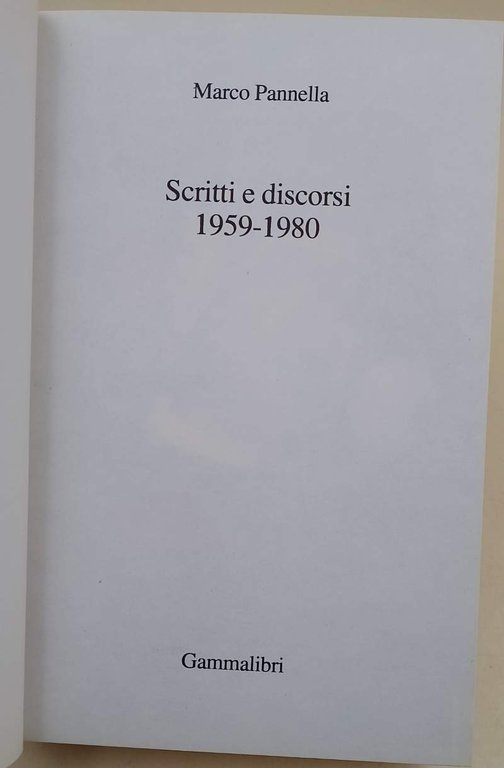 Marco Pannella
Scritti e discorsi
1959-1980
Gammalibri